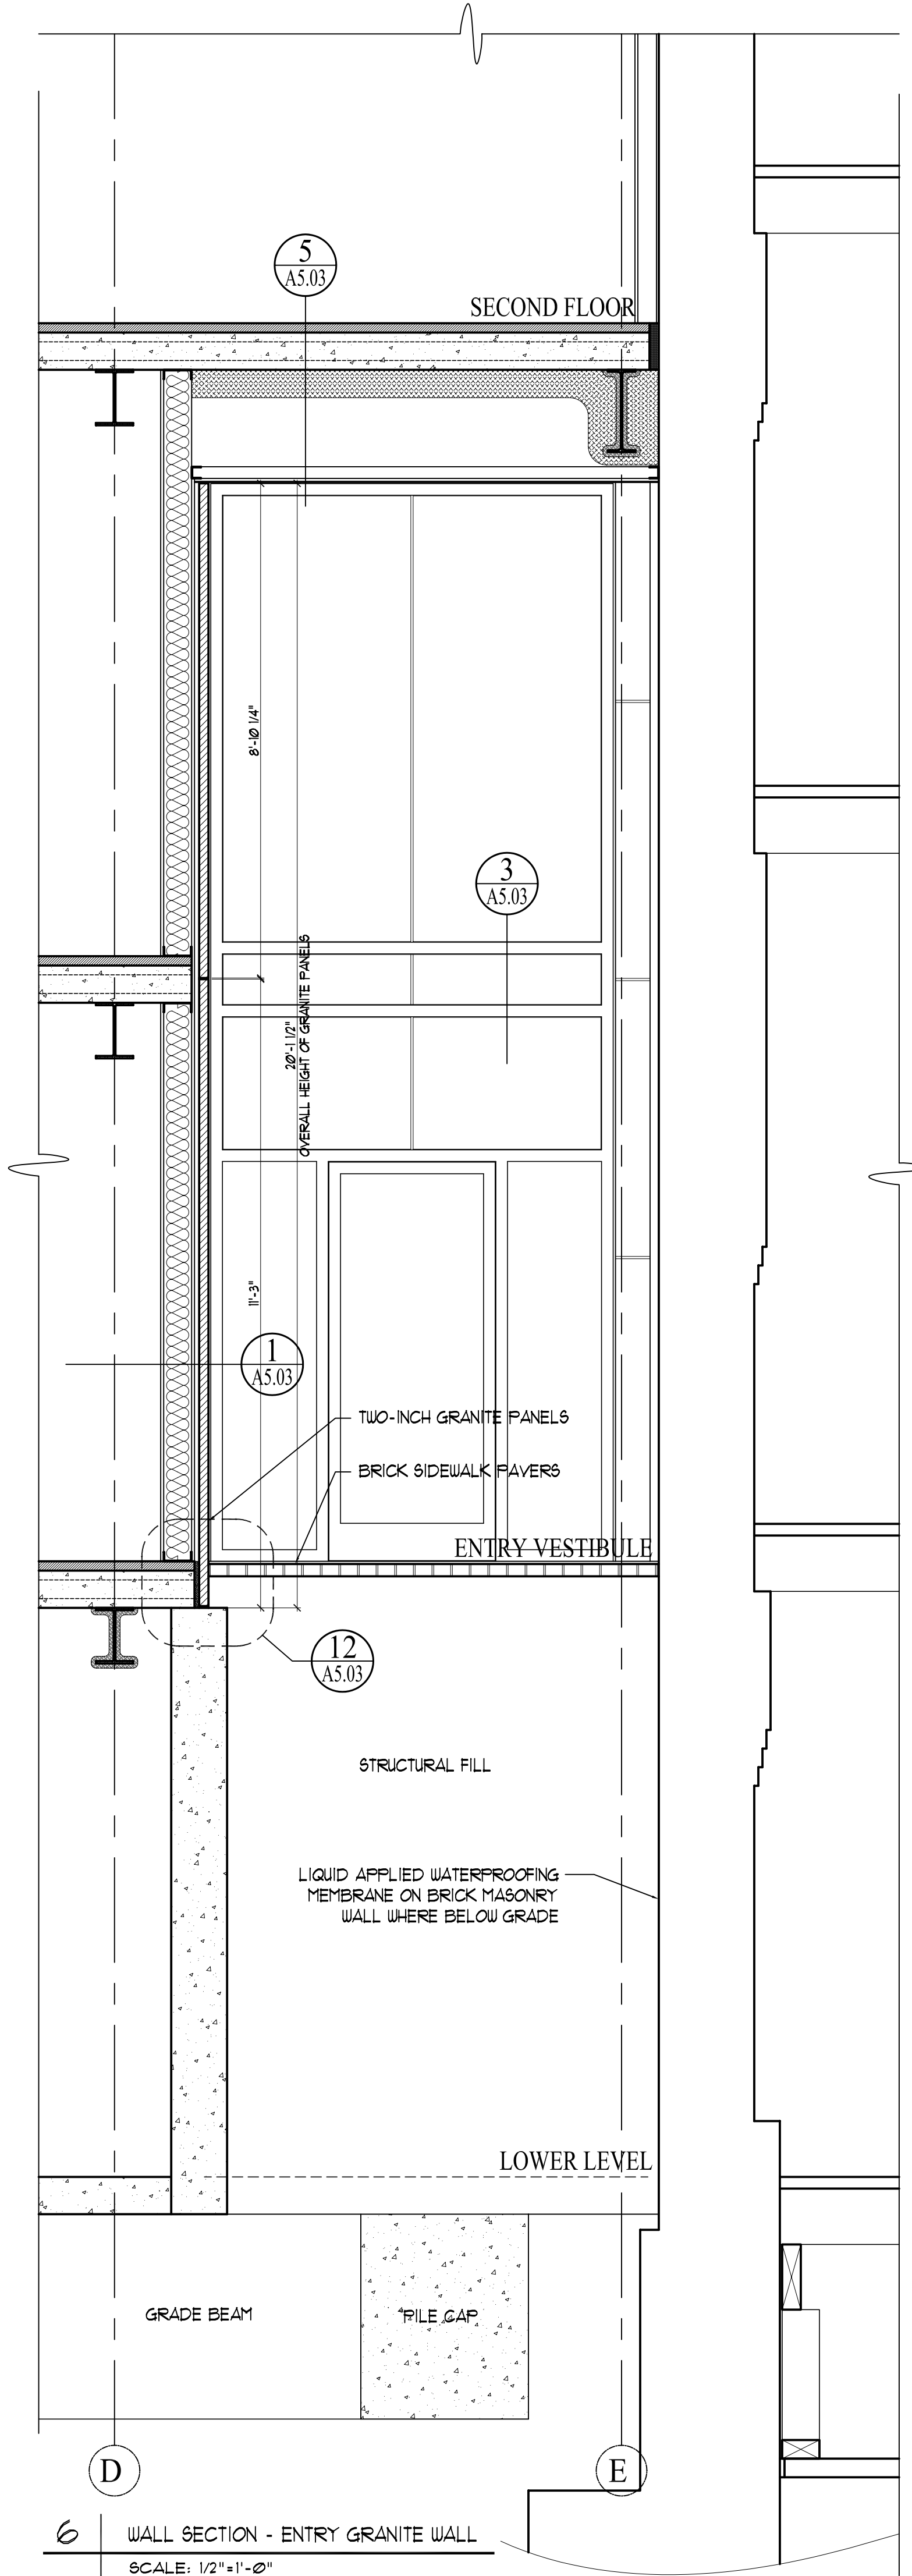 5
A5.03
SECOND FLOOR
8'-10 1/4"
3
A5.03
20'-1 1/2"
OVERALL HEIGHT OF GRANITE PANELS
11'-3"
1
A5.03
TWO-INCH GRANITE PANELS
BRICK SIDEWALK PAVERS
ENTRY VESTIBULE
12
A5.03
STRUCTURAL FILL
LIQUID APPLIED WATERPROOFING
MEMBRANE ON BRICK MASONRY
WALL WHERE BELOW GRADE
LOWER LEVEL
GRADE BEAM
PILE CAP
D
E
6
WALL SECTION - ENTRY GRANITE WALL
SCALE: 1/2"=1'-0"